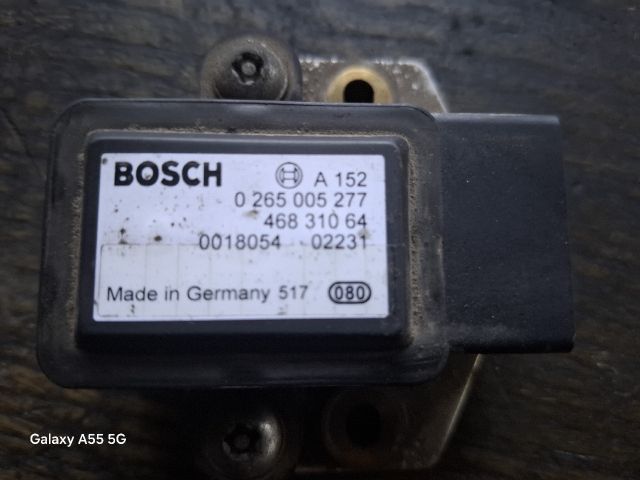 BOSCH A 152
0 265 005 277
468 310 64
0018054 02231
Made in Germany 517 080
Galaxy A55 5G